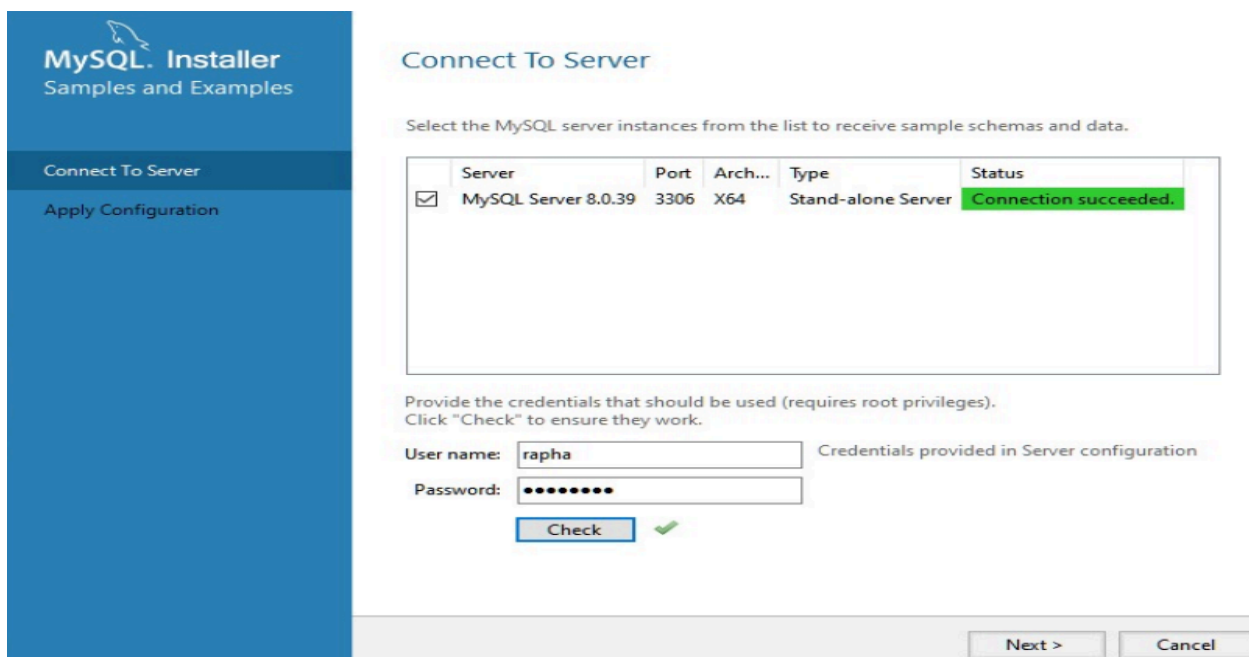 MySQL. Installer
Samples and Examples
Connect To Server
Apply Configuration
Connect To Server
Select the MySQL server instances from the list to receive sample schemas and data.
Server Port Arch... Type Status
MySQL Server 8.0.39 3306 X64 Stand-alone Server Connection succeeded.
Provide the credentials that should be used (requires root privileges).
Click "Check" to ensure they work.
User name: rapha Credentials provided in Server configuration
Password: ●●●●●●●●
Check
Next > Cancel